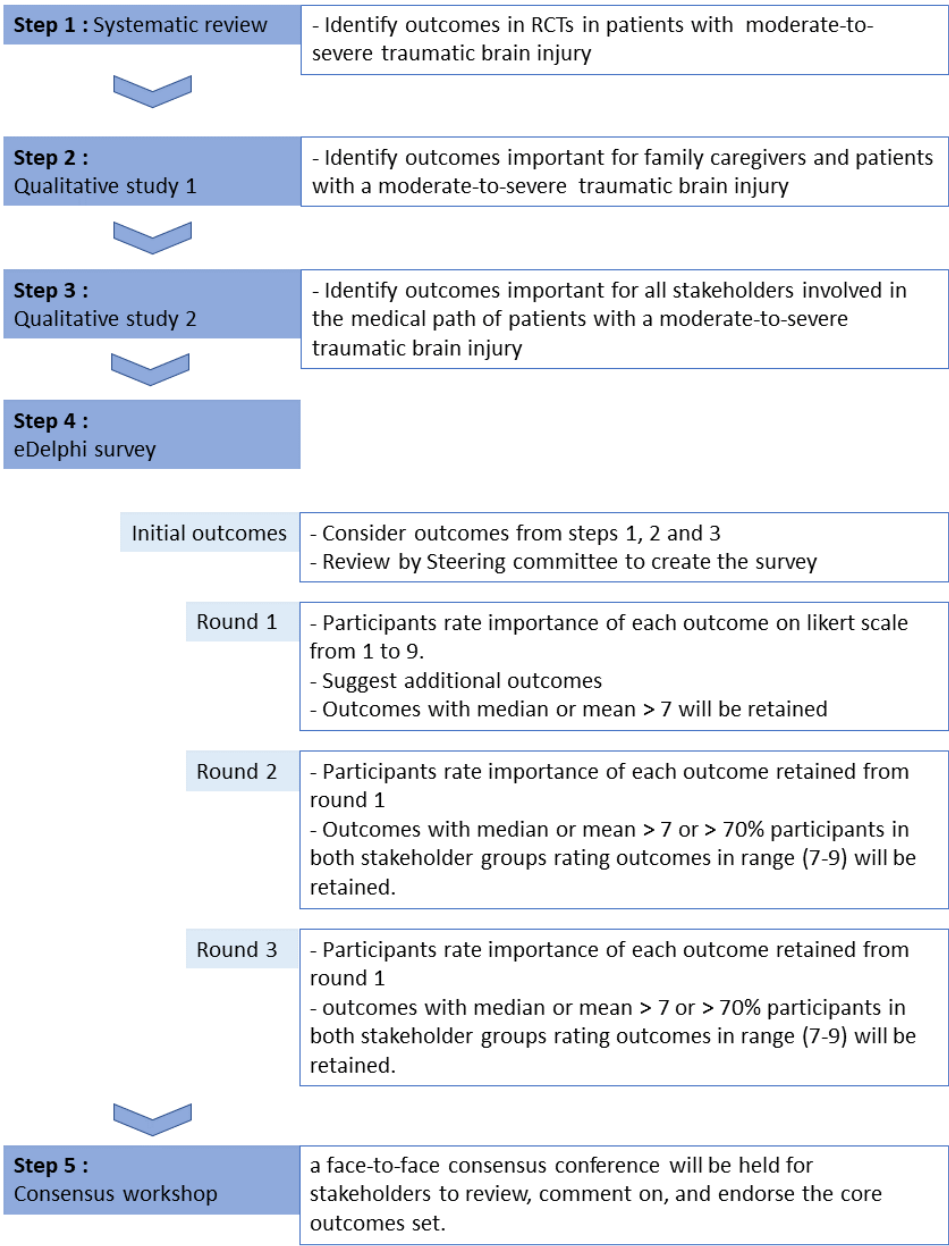 Step 1 : Systematic review
- Identify outcomes in RCTs in patients with moderate-to-
severe traumatic brain injury
Step 2 :
Qualitative study 1
- Identify outcomes important for family caregivers and patients
with a moderate-to-severe traumatic brain injury
Step 3 :
Qualitative study 2
- Identify outcomes important for all stakeholders involved in
the medical path of patients with a moderate-to-severe
traumatic brain injury
Step 4 :
eDelphi survey
Initial outcomes
- Consider outcomes from steps 1, 2 and 3
- Review by Steering committee to create the survey
Round 1
- Participants rate importance of each outcome on likert scale
from 1 to 9.
- Suggest additional outcomes
- Outcomes with median or mean > 7 will be retained
Round 2
- Participants rate importance of each outcome retained from
round 1
- Outcomes with median or mean > 7 or > 70% participants in
both stakeholder groups rating outcomes in range (7-9) will be
retained.
Round 3
- Participants rate importance of each outcome retained from
round 1
- outcomes with median or mean > 7 or > 70% participants in
both stakeholder groups rating outcomes in range (7-9) will be
retained.
Step 5 :
Consensus workshop
a face-to-face consensus conference will be held for
stakeholders to review, comment on, and endorse the core
outcomes set.